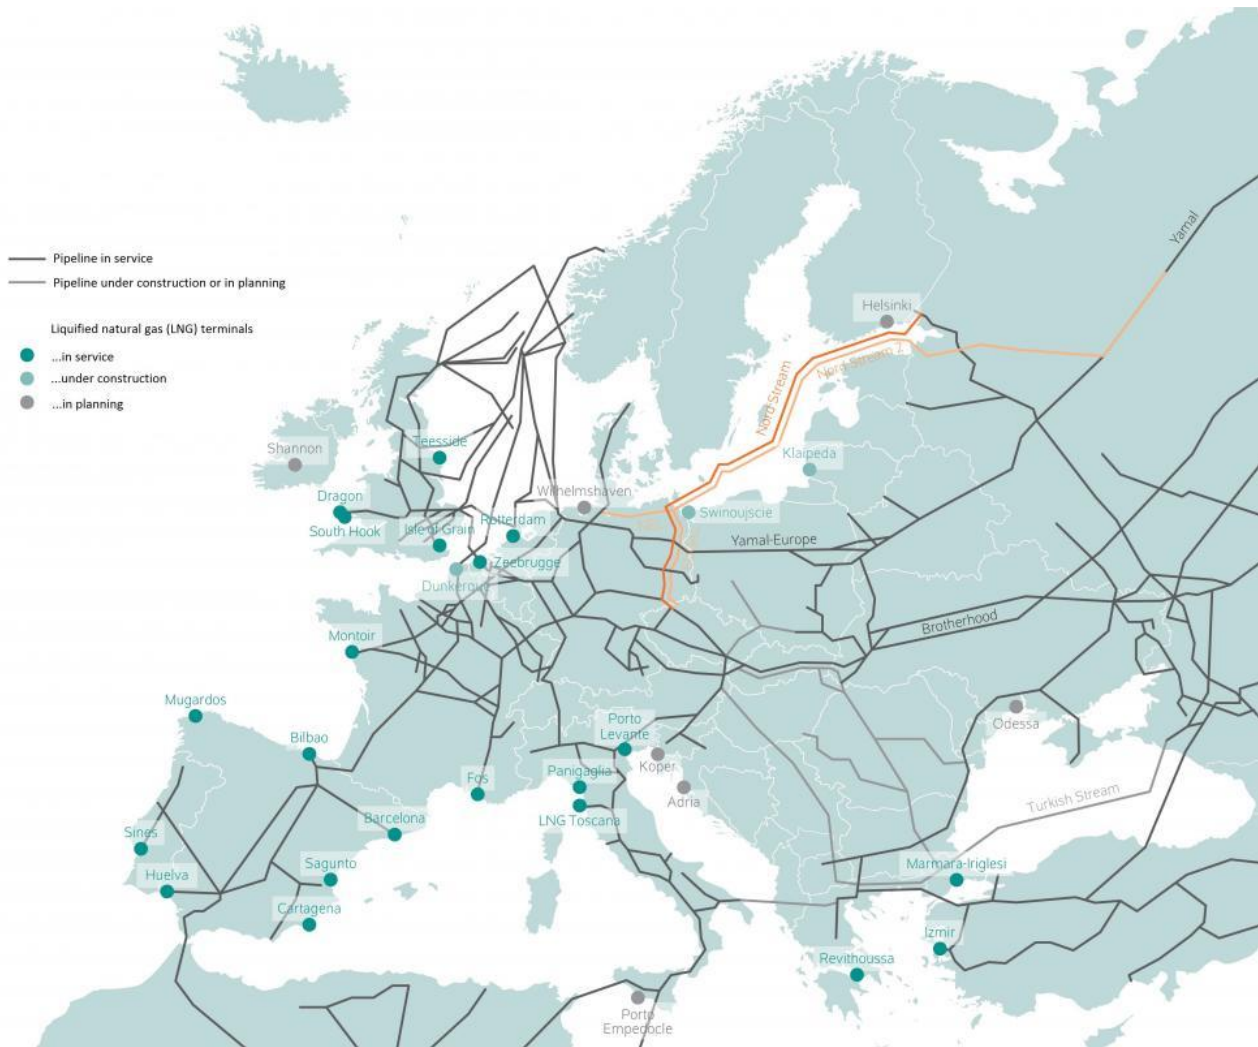 Yamal
Pipeline in service
Pipeline under construction or in planning
Liquified natural gas (LNG) terminals
...in service
...under construction
...in planning
Helsinki
Nord Stream
Nord Stream 2
Teesside
Shannon
Klaipeda
Wilhelmshaven
Dragon
South Hook
Isle of Grain
Rotterdam
Swinoujscie
Yamal-Europe
Zeebrugge
Dunkerque
Brotherhood
Montoir
Mugardos
Bilbao
Porto
Levante
Odessa
Koper
Fos
Panigaglia
Adria
LNG Toscana
Turkish Stream
Barcelona
Sines
Sagunto
Huelva
Marmara-Iriglesi
Cartagena
Izmir
Revithoussa
Porto
Empedocle